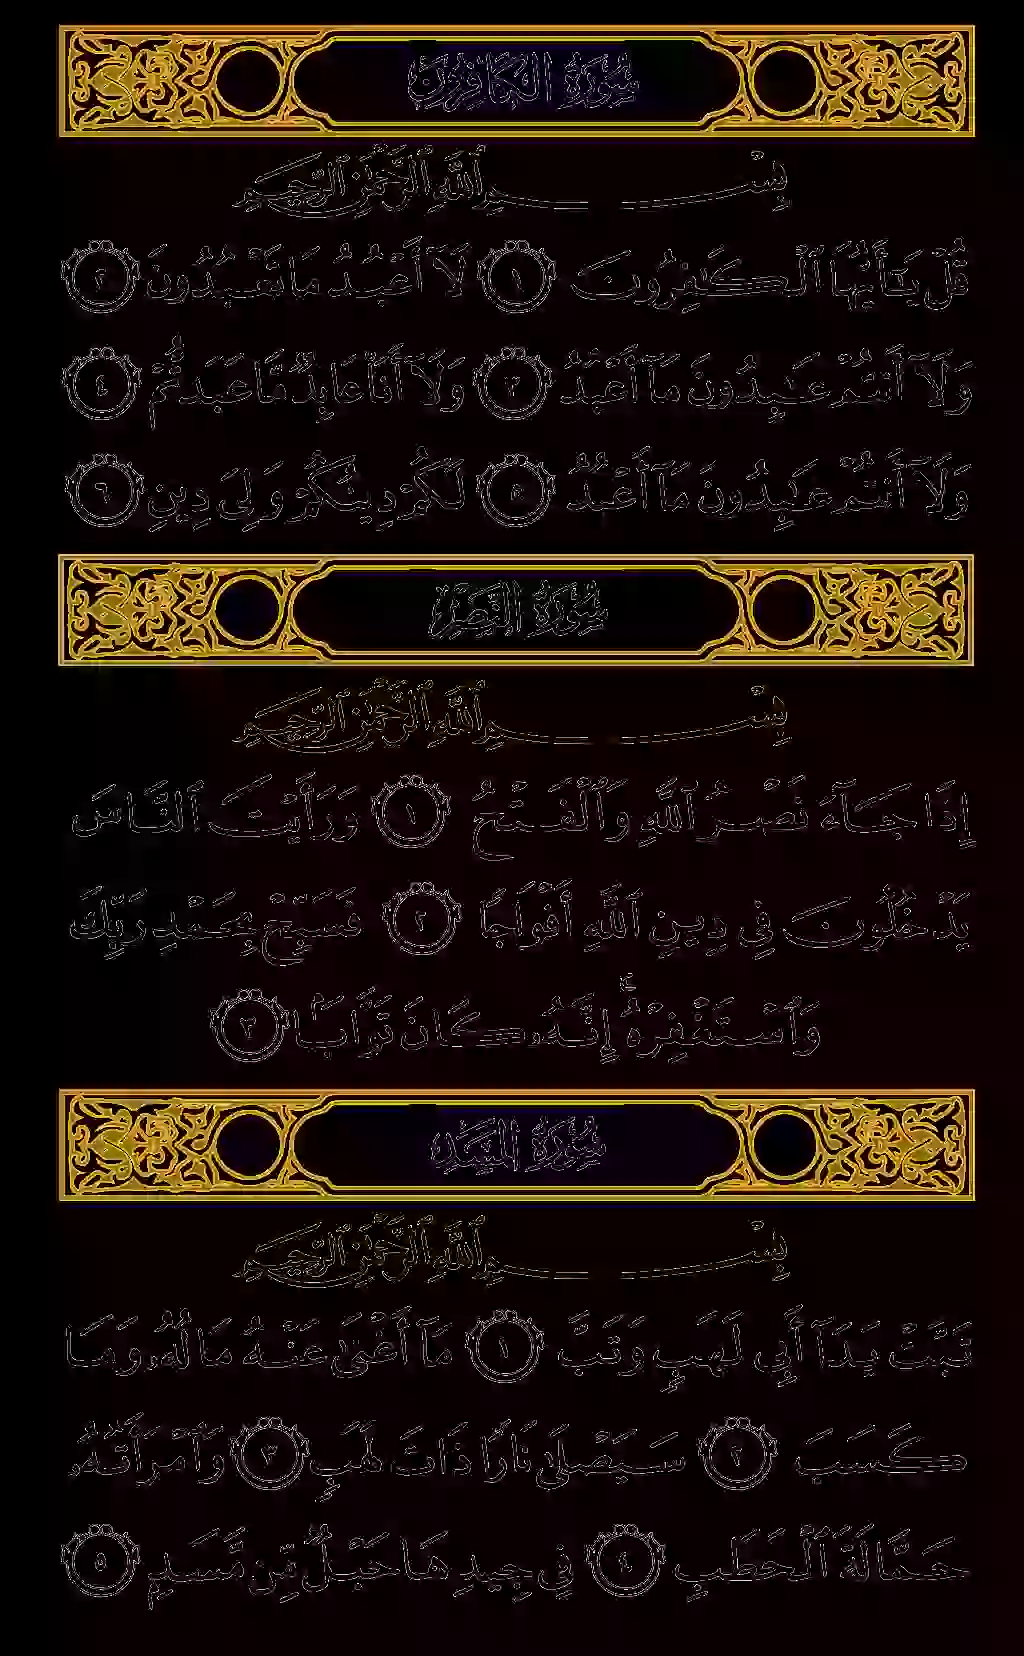 سُورَةُ الكَافِرُونَ
بِسْمِ ٱللَّهِ ٱلرَّحْمَٰنِ ٱلرَّحِيمِ
قُلْ يَٰٓأَيُّهَا ٱلْكَٰفِرُونَ ١ لَآ أَعْبُدُ مَا تَعْبُدُونَ ٢
وَلَآ أَنتُمْ عَٰبِدُونَ مَآ أَعْبُدُ ٣ وَلَآ أَنَا۠ عَابِدٌ مَّا عَبَدتُّمْ ٤
وَلَآ أَنتُمْ عَٰبِدُونَ مَآ أَعْبُدُ ٥ لَكُمْ دِينُكُمْ وَلِىَ دِينِ ٦
سُورَةُ النَّصْرِ
بِسْمِ ٱللَّهِ ٱلرَّحْمَٰنِ ٱلرَّحِيمِ
إِذَا جَآءَ نَصْرُ ٱللَّهِ وَٱلْفَتْحُ ١ وَرَأَيْتَ ٱلنَّاسَ
يَدْخُلُونَ فِى دِينِ ٱللَّهِ أَفْوَاجًا ٢ فَسَبِّحْ بِحَمْدِ رَبِّكَ
وَٱسْتَغْفِرْهُ ۚ إِنَّهُۥ كَانَ تَوَّابًۢا ٣
سُورَةُ المَسَدِ
بِسْمِ ٱللَّهِ ٱلرَّحْمَٰنِ ٱلرَّحِيمِ
تَبَّتْ يَدَآ أَبِى لَهَبٍ وَتَبَّ ١ مَآ أَغْنَىٰ عَنْهُ مَالُهُۥ وَمَا
كَسَبَ ٢ سَيَصْلَىٰ نَارًا ذَاتَ لَهَبٍ ٣ وَٱمْرَأَتُهُۥ
حَمَّالَةَ ٱلْحَطَبِ ٤ فِى جِيدِهَا حَبْلٌ مِّن مَّسَدٍۭ ٥